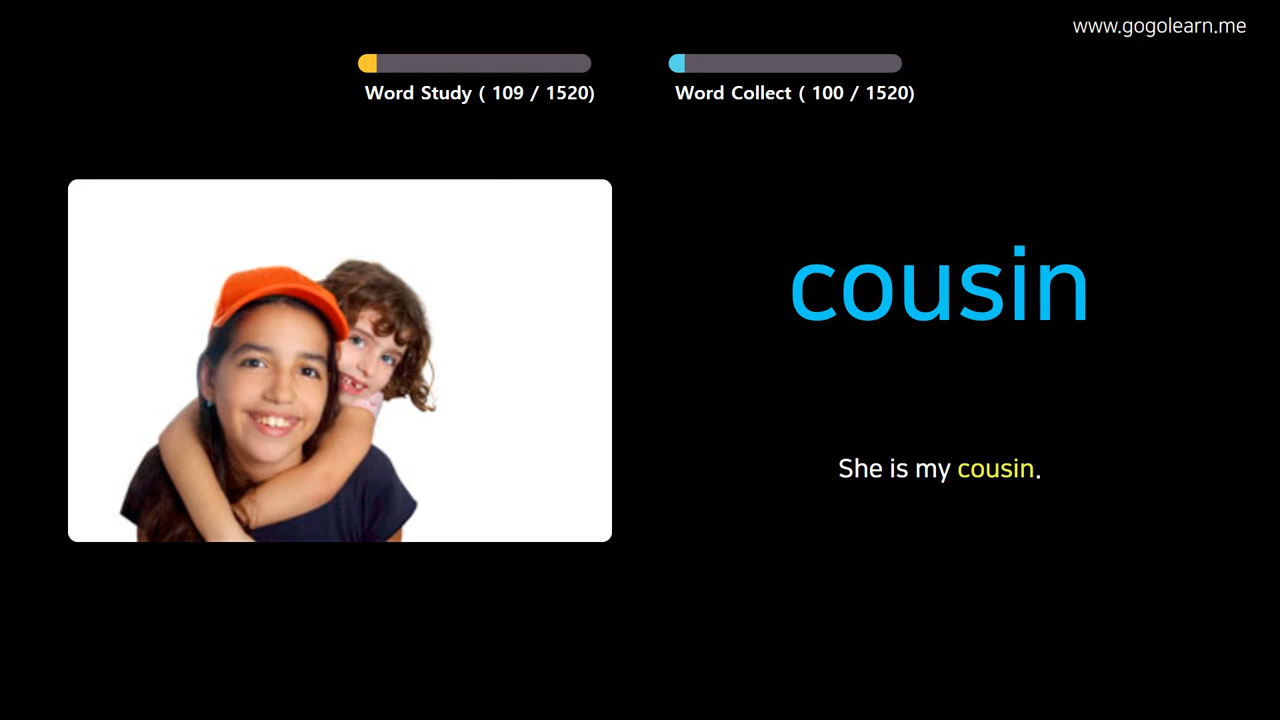 www.gogolearn.me
Word Study ( 109 / 1520)
Word Collect ( 100 / 1520)
cousin
She is my cousin.